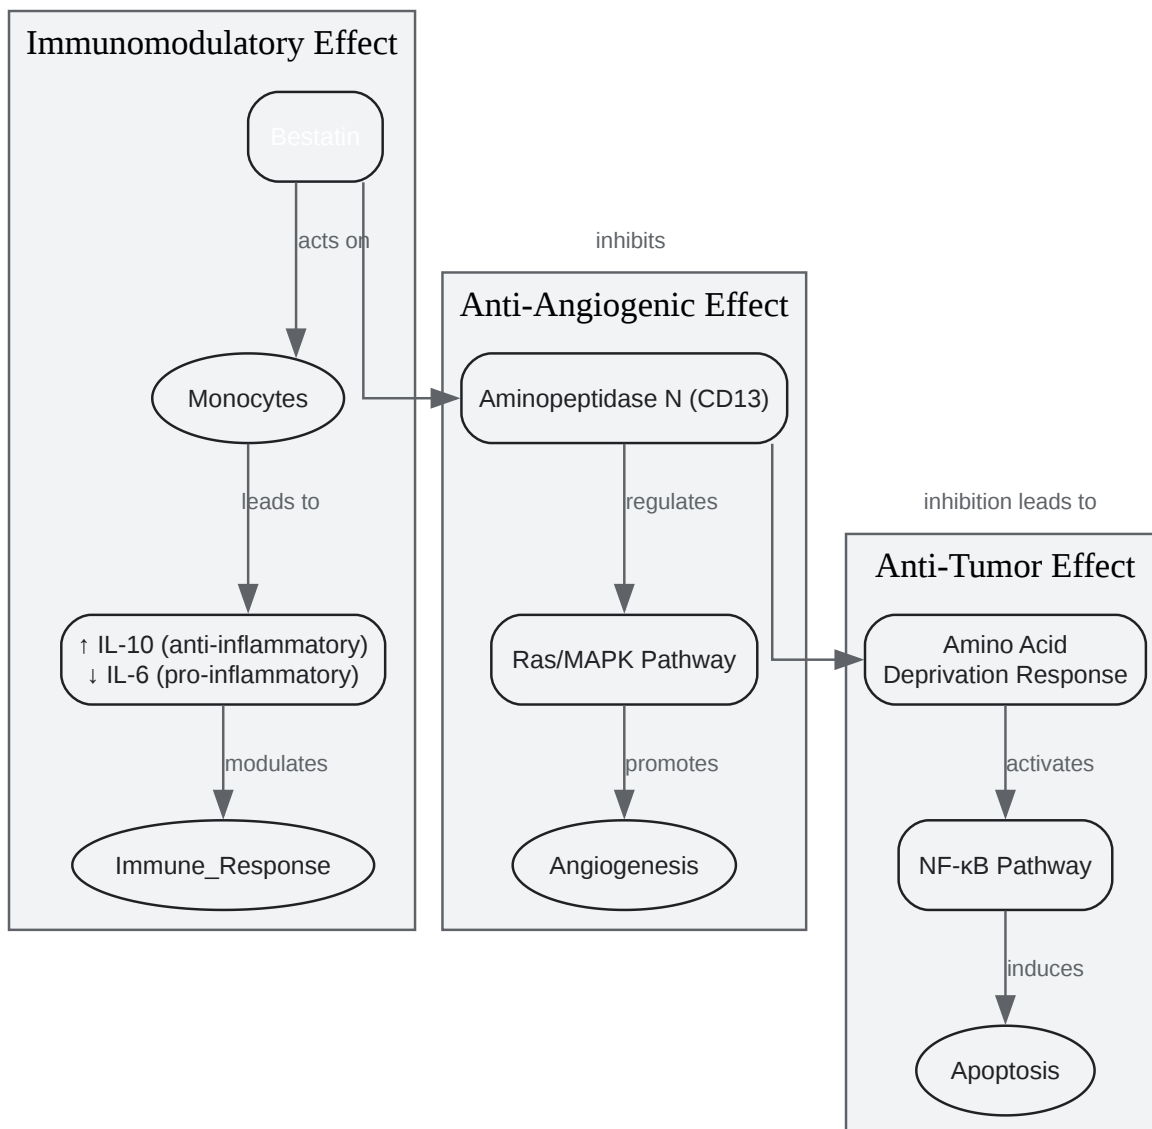 Immunomodulatory Effect
Bestatin
acts on
inhibits
Anti-Angiogenic Effect
Monocytes
Aminopeptidase N (CD13)
leads to
regulates
inhibition leads to
Anti-Tumor Effect
↑ IL-10 (anti-inflammatory)
↓ IL-6 (pro-inflammatory)
Ras/MAPK Pathway
Amino Acid
Deprivation Response
modulates
promotes
activates
Immune_Response
Angiogenesis
NF-κB Pathway
induces
Apoptosis